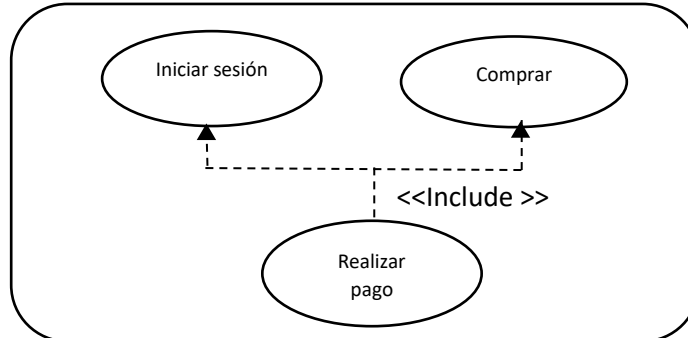 Iniciar sesión
Comprar
<<Include >>
Realizar
pago